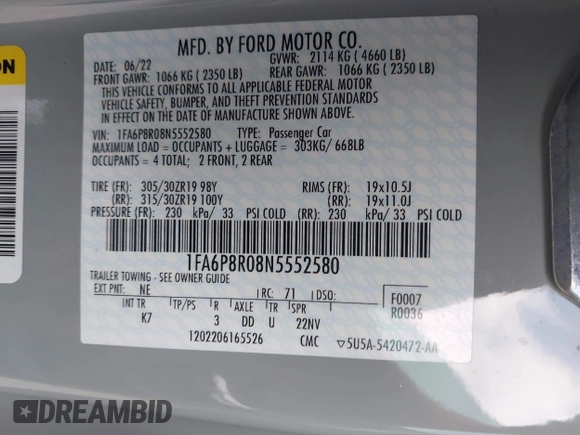 ON
MFD. BY FORD MOTOR CO.
DATE: 06/22 GVWR: 2114 KG ( 4660 LB)
FRONT GAWR: 1066 KG ( 2350 LB) REAR GAWR: 1066 KG ( 2350 LB)
THIS VEHICLE CONFORMS TO ALL APPLICABLE FEDERAL MOTOR
VEHICLE SAFETY, BUMPER, AND THEFT PREVENTION STANDARDS
IN EFFECT ON THE DATE OF MANUFACTURE SHOWN ABOVE.
VIN: 1FA6P8R08N5552580 TYPE: Passenger Car
MAXIMUM LOAD = OCCUPANTS + LUGGAGE = 303KG/ 668LB
OCCUPANTS = 4 TOTAL; 2 FRONT, 2 REAR
TIRE (FR): 305/30ZR19 98Y RIMS (FR): 19x10.5J
(RR): 315/30ZR19 100Y (RR): 19x11.0J
PRESSURE (FR): 230 kPa/ 33 PSI COLD (RR): 230 kPa/ 33 PSI COLD
1FA6P8R08N5552580
TRAILER TOWING - SEE OWNER GUIDE
EXT PNT: NE RC: 71 DSO: F0007
INT TR TP/PS R AXLE TR SPR R0036
K7 3 DD U 22NV
1202206165526 CMC ▽5U5A-5420472-AA
DREAMBID